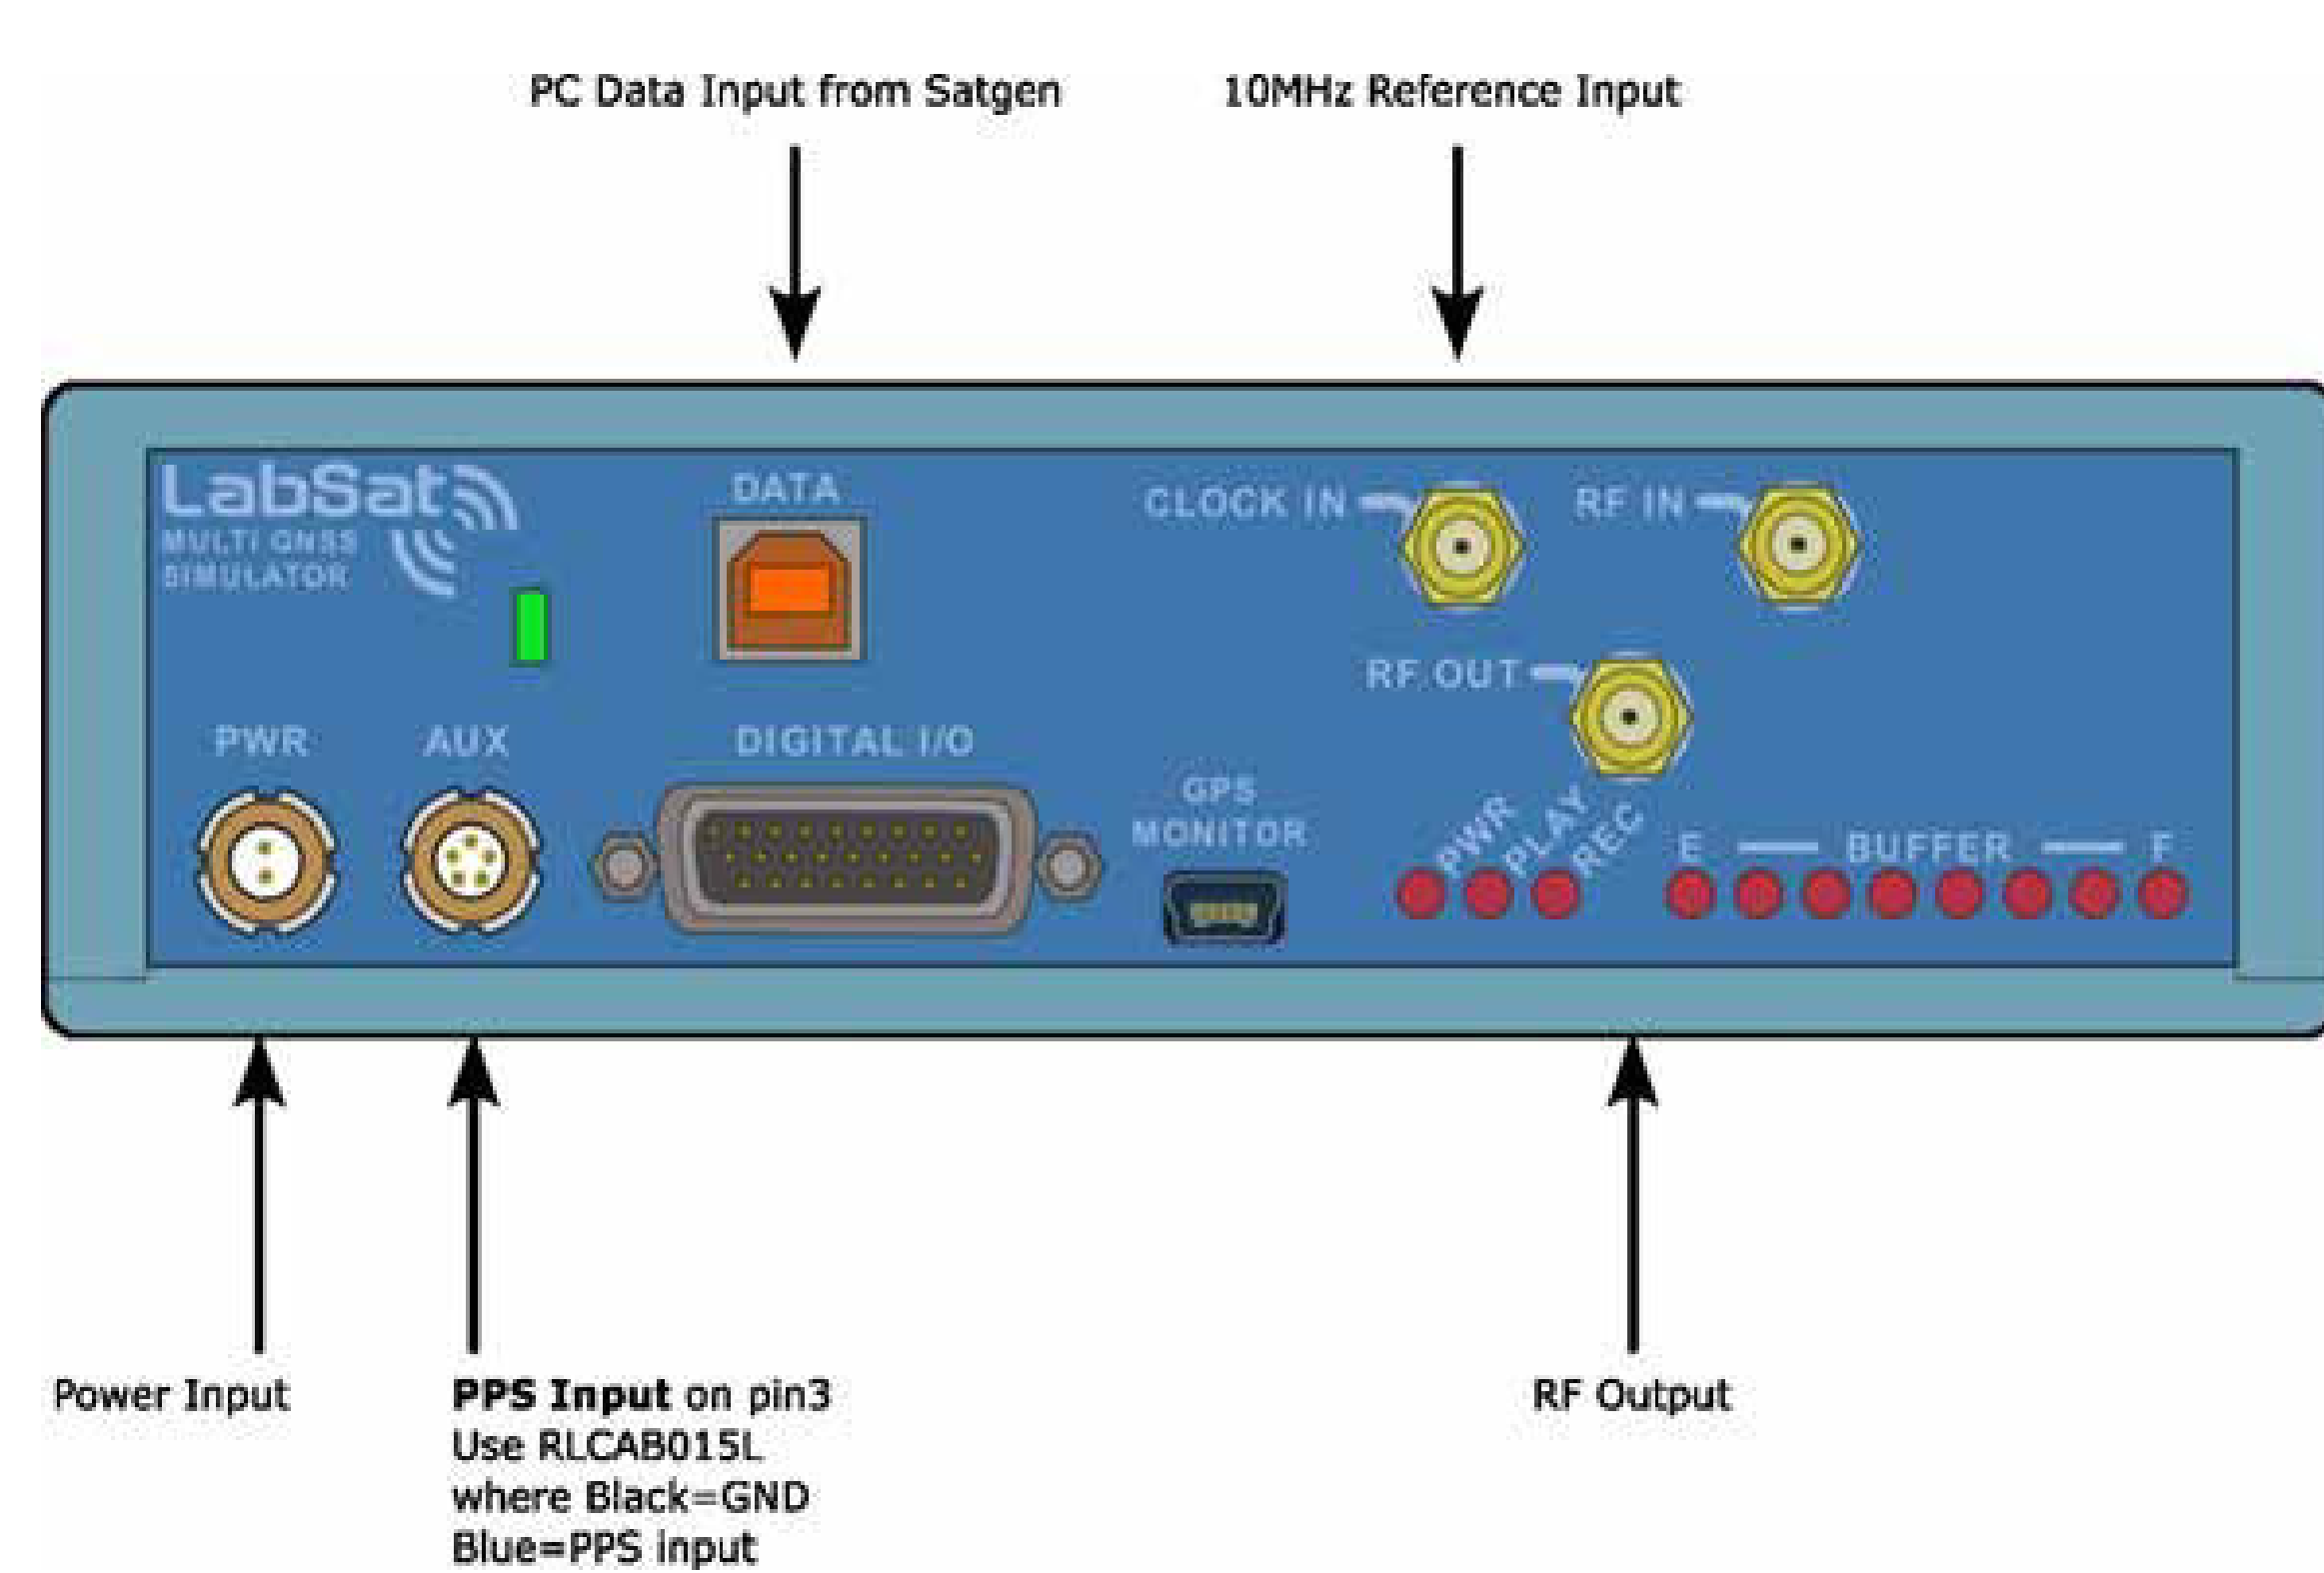 PC Data Input from Satgen
10MHz Reference Input
LabSat
MULTI GNSS
SIMULATOR
DATA
CLOCK IN
RF IN
RF OUT
PWR
AUX
DIGITAL I/O
GPS
MONITOR
PWR
PLAY
REC
E
BUFFER
F
Power Input
PPS Input on pin3
Use RLCAB015L
where Black=GND
Blue=PPS input
RF Output